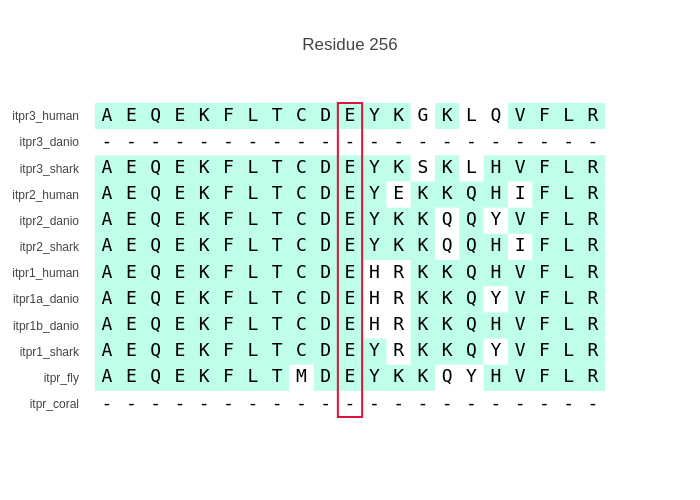 Residue 256
itpr3_human A E Q E K F L T C D E Y K G K L Q V F L R
itpr3_danio - - - - - - - - - - - - - - - - - - - - -
itpr3_shark A E Q E K F L T C D E Y K S K L H V F L R
itpr2_human A E Q E K F L T C D E Y E K K Q H I F L R
itpr2_danio A E Q E K F L T C D E Y K K Q Q Y V F L R
itpr2_shark A E Q E K F L T C D E Y K K Q Q H I F L R
itpr1_human A E Q E K F L T C D E H R K K Q H V F L R
itpr1a_danio A E Q E K F L T C D E H R K K Q Y V F L R
itpr1b_danio A E Q E K F L T C D E H R K K Q H V F L R
itpr1_shark A E Q E K F L T C D E Y R K K Q Y V F L R
itpr_fly A E Q E K F L T M D E Y K K Q Y H V F L R
itpr_coral - - - - - - - - - - - - - - - - - - - - -